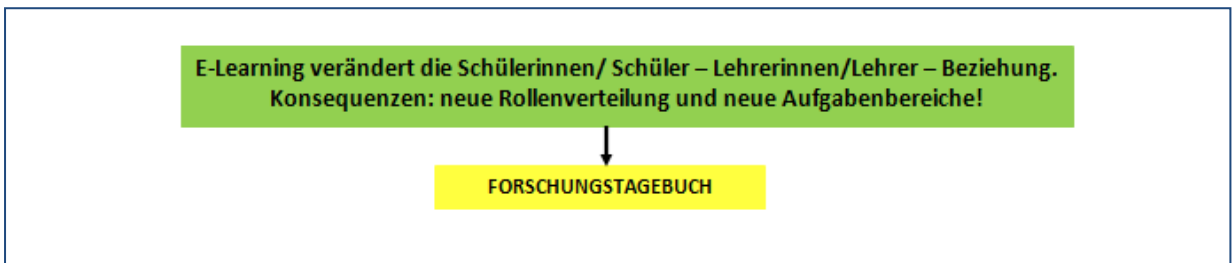 E-Learning verändert die Schülerinnen/ Schüler – Lehrerinnen/Lehrer – Beziehung.
Konsequenzen: neue Rollenverteilung und neue Aufgabenbereiche!
FORSCHUNGSTAGEBUCH